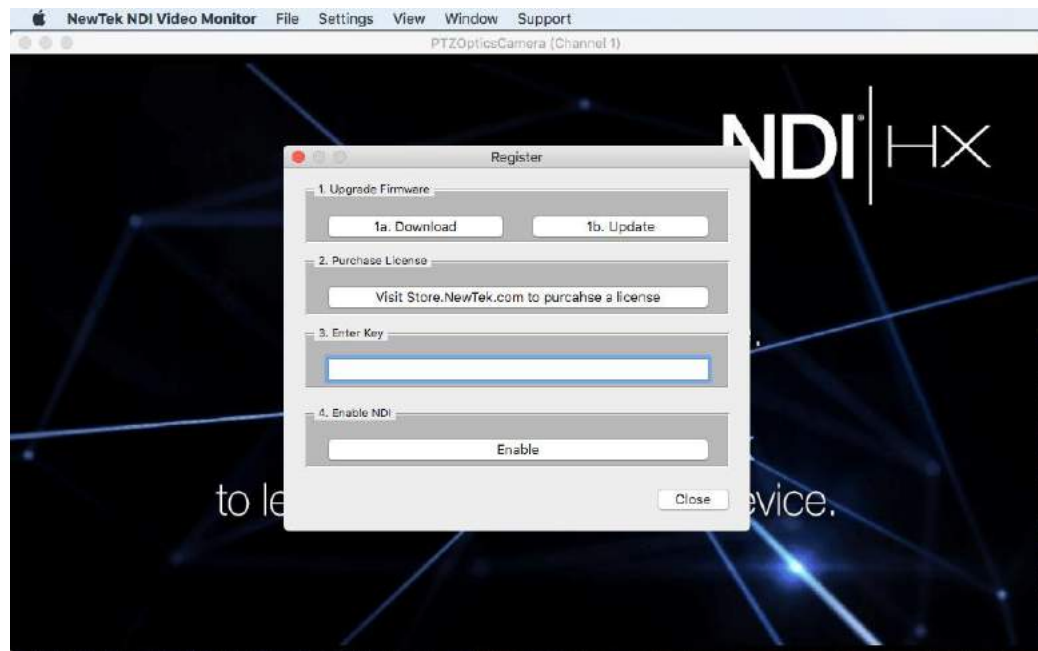 NewTek NDI Video Monitor File Settings View Window Support
PTZOpticsCamera (Channel 1)
NDI® HX
Register
1. Upgrade Firmware
1a. Download 1b. Update
2. Purchase License
Visit Store.NewTek.com to purcahse a license
3. Enter Key
4. Enable NDI
Enable
Close
to le
evice.